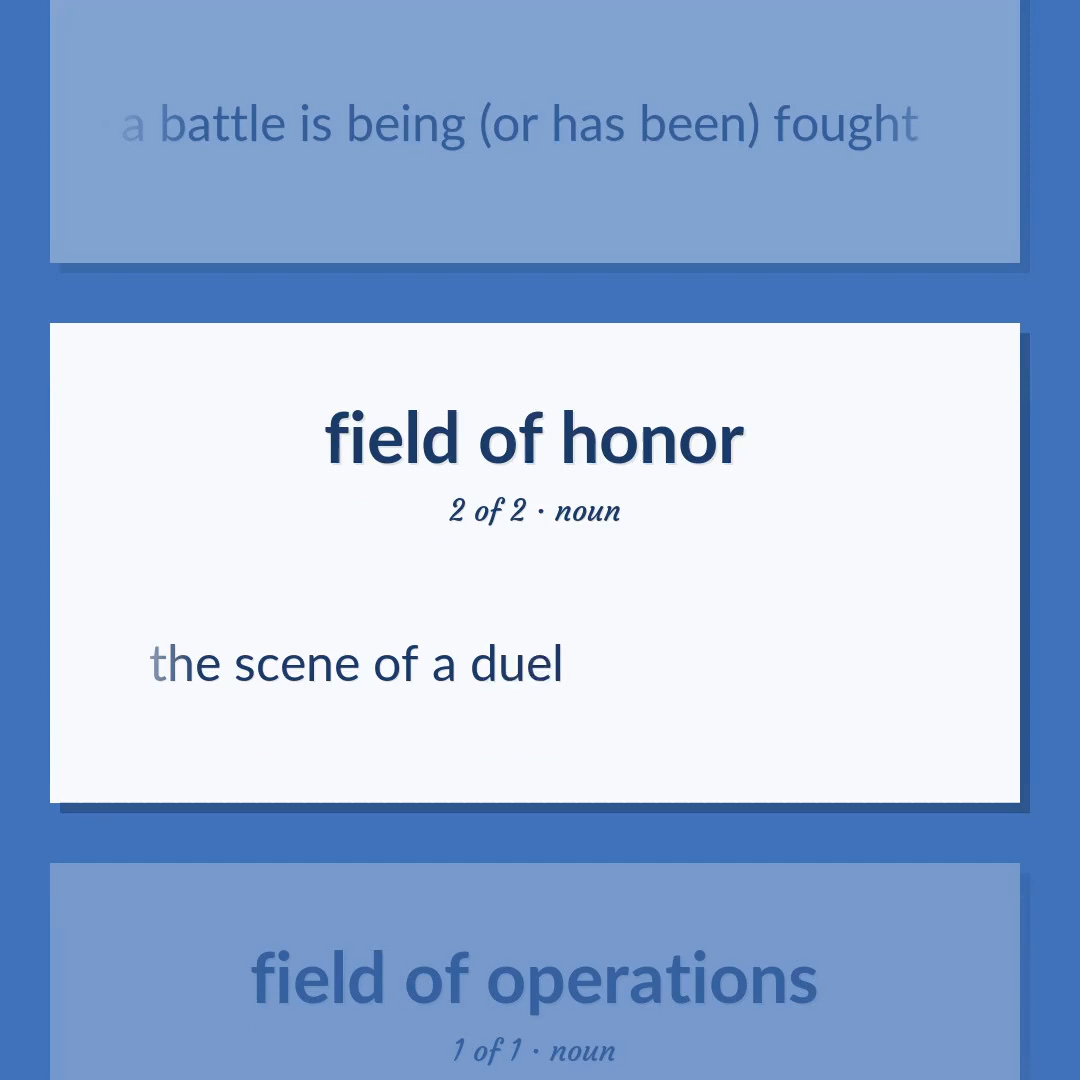 a battle is being (or has been) fought
field of honor
2 of 2 · noun
the scene of a duel
field of operations
1 of 1 · noun